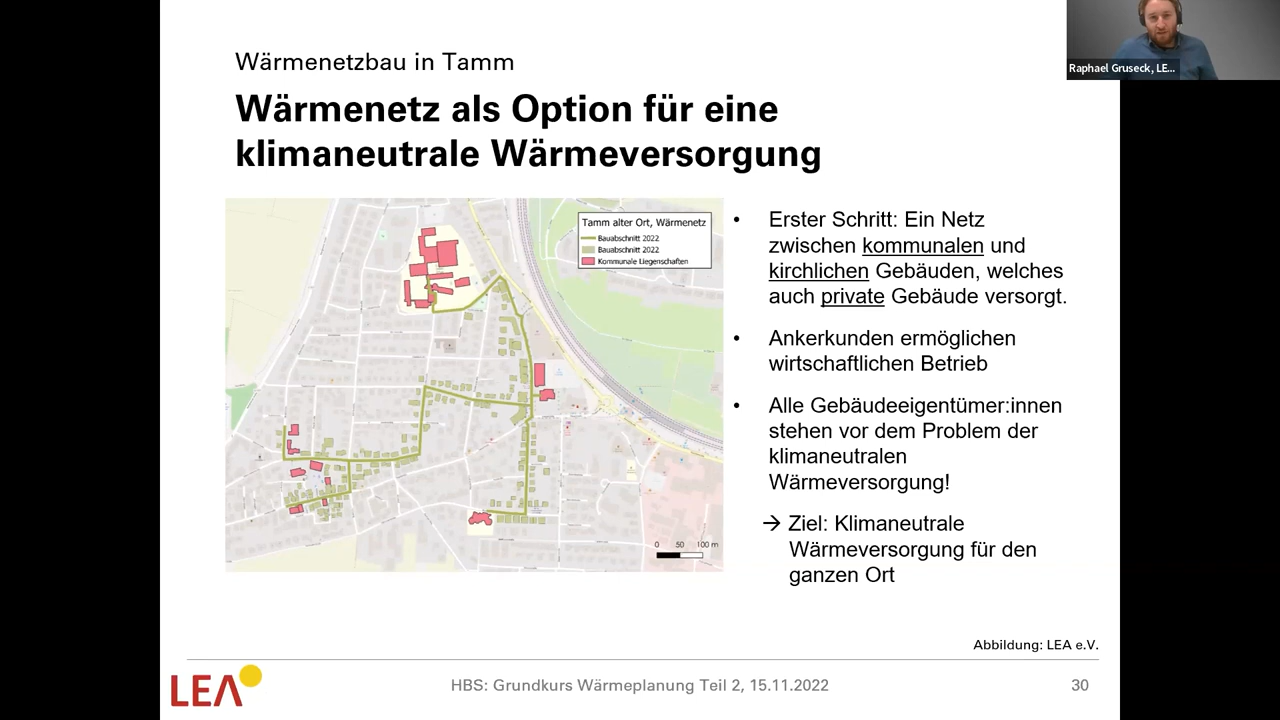 Raphael Gruseck, LE...
Wärmenetzbau in Tamm
Wärmenetz als Option für eine
klimaneutrale Wärmeversorgung
Tamm alter Ort, Wärmenetz
Bauabschnitt 2022
Bauabschnitt 2022
Kommunale Liegenschaften
0 50 100 m
• Erster Schritt: Ein Netz
zwischen kommunalen und
kirchlichen Gebäuden, welches
auch private Gebäude versorgt.
• Ankerkunden ermöglichen
wirtschaftlichen Betrieb
• Alle Gebäudeeigentümer:innen
stehen vor dem Problem der
klimaneutralen
Wärmeversorgung!
→ Ziel: Klimaneutrale
Wärmeversorgung für den
ganzen Ort
Abbildung: LEA e.V.
LEA
HBS: Grundkurs Wärmeplanung Teil 2, 15.11.2022
30